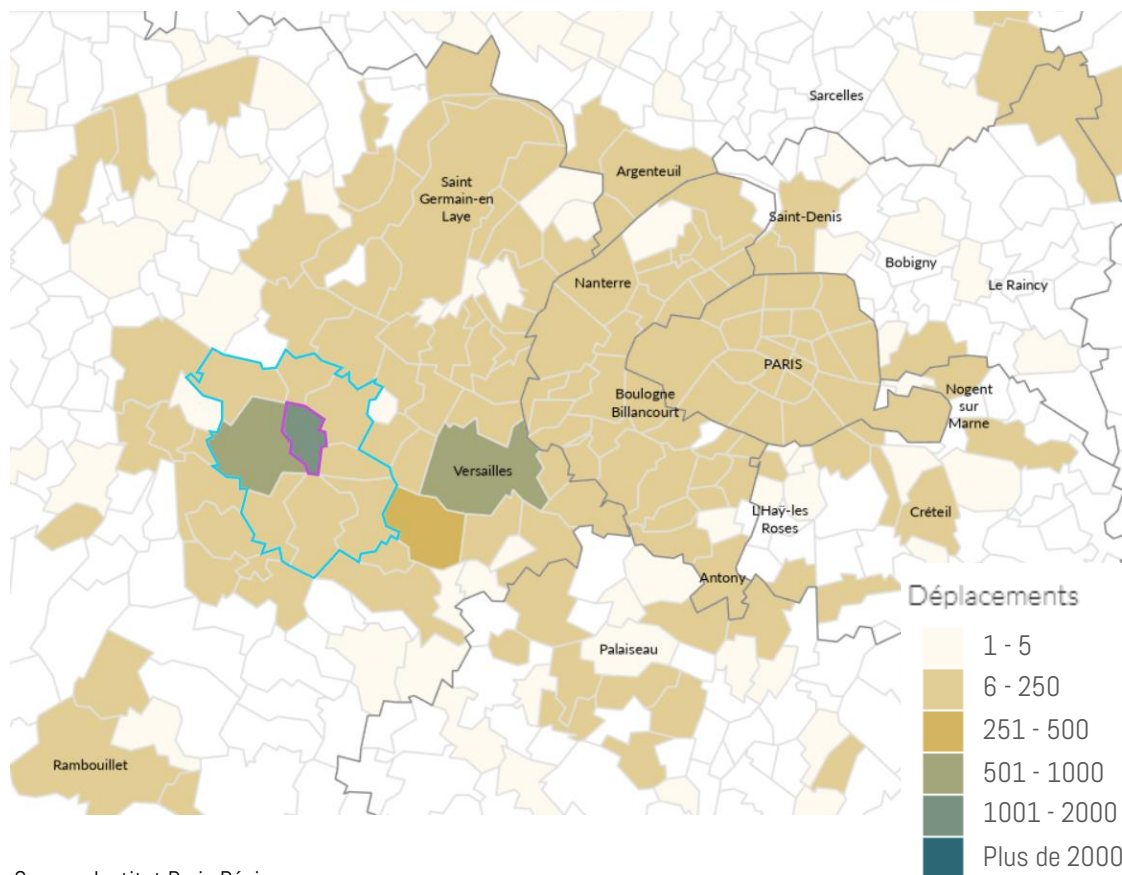 Sarcelles
Argenteuil
Saint
Germain-en
Laye
Saint-Denis
Bobigny
Nanterre
Le Raincy
PARIS
Boulogne
Billancourt
Nogent
sur
Marne
Versailles
L'Haÿ-les
Roses
Créteil
Antony
Palaiseau
Rambouillet
Déplacements
1 - 5
6 - 250
251 - 500
501 - 1000
1001 - 2000
Plus de 2000